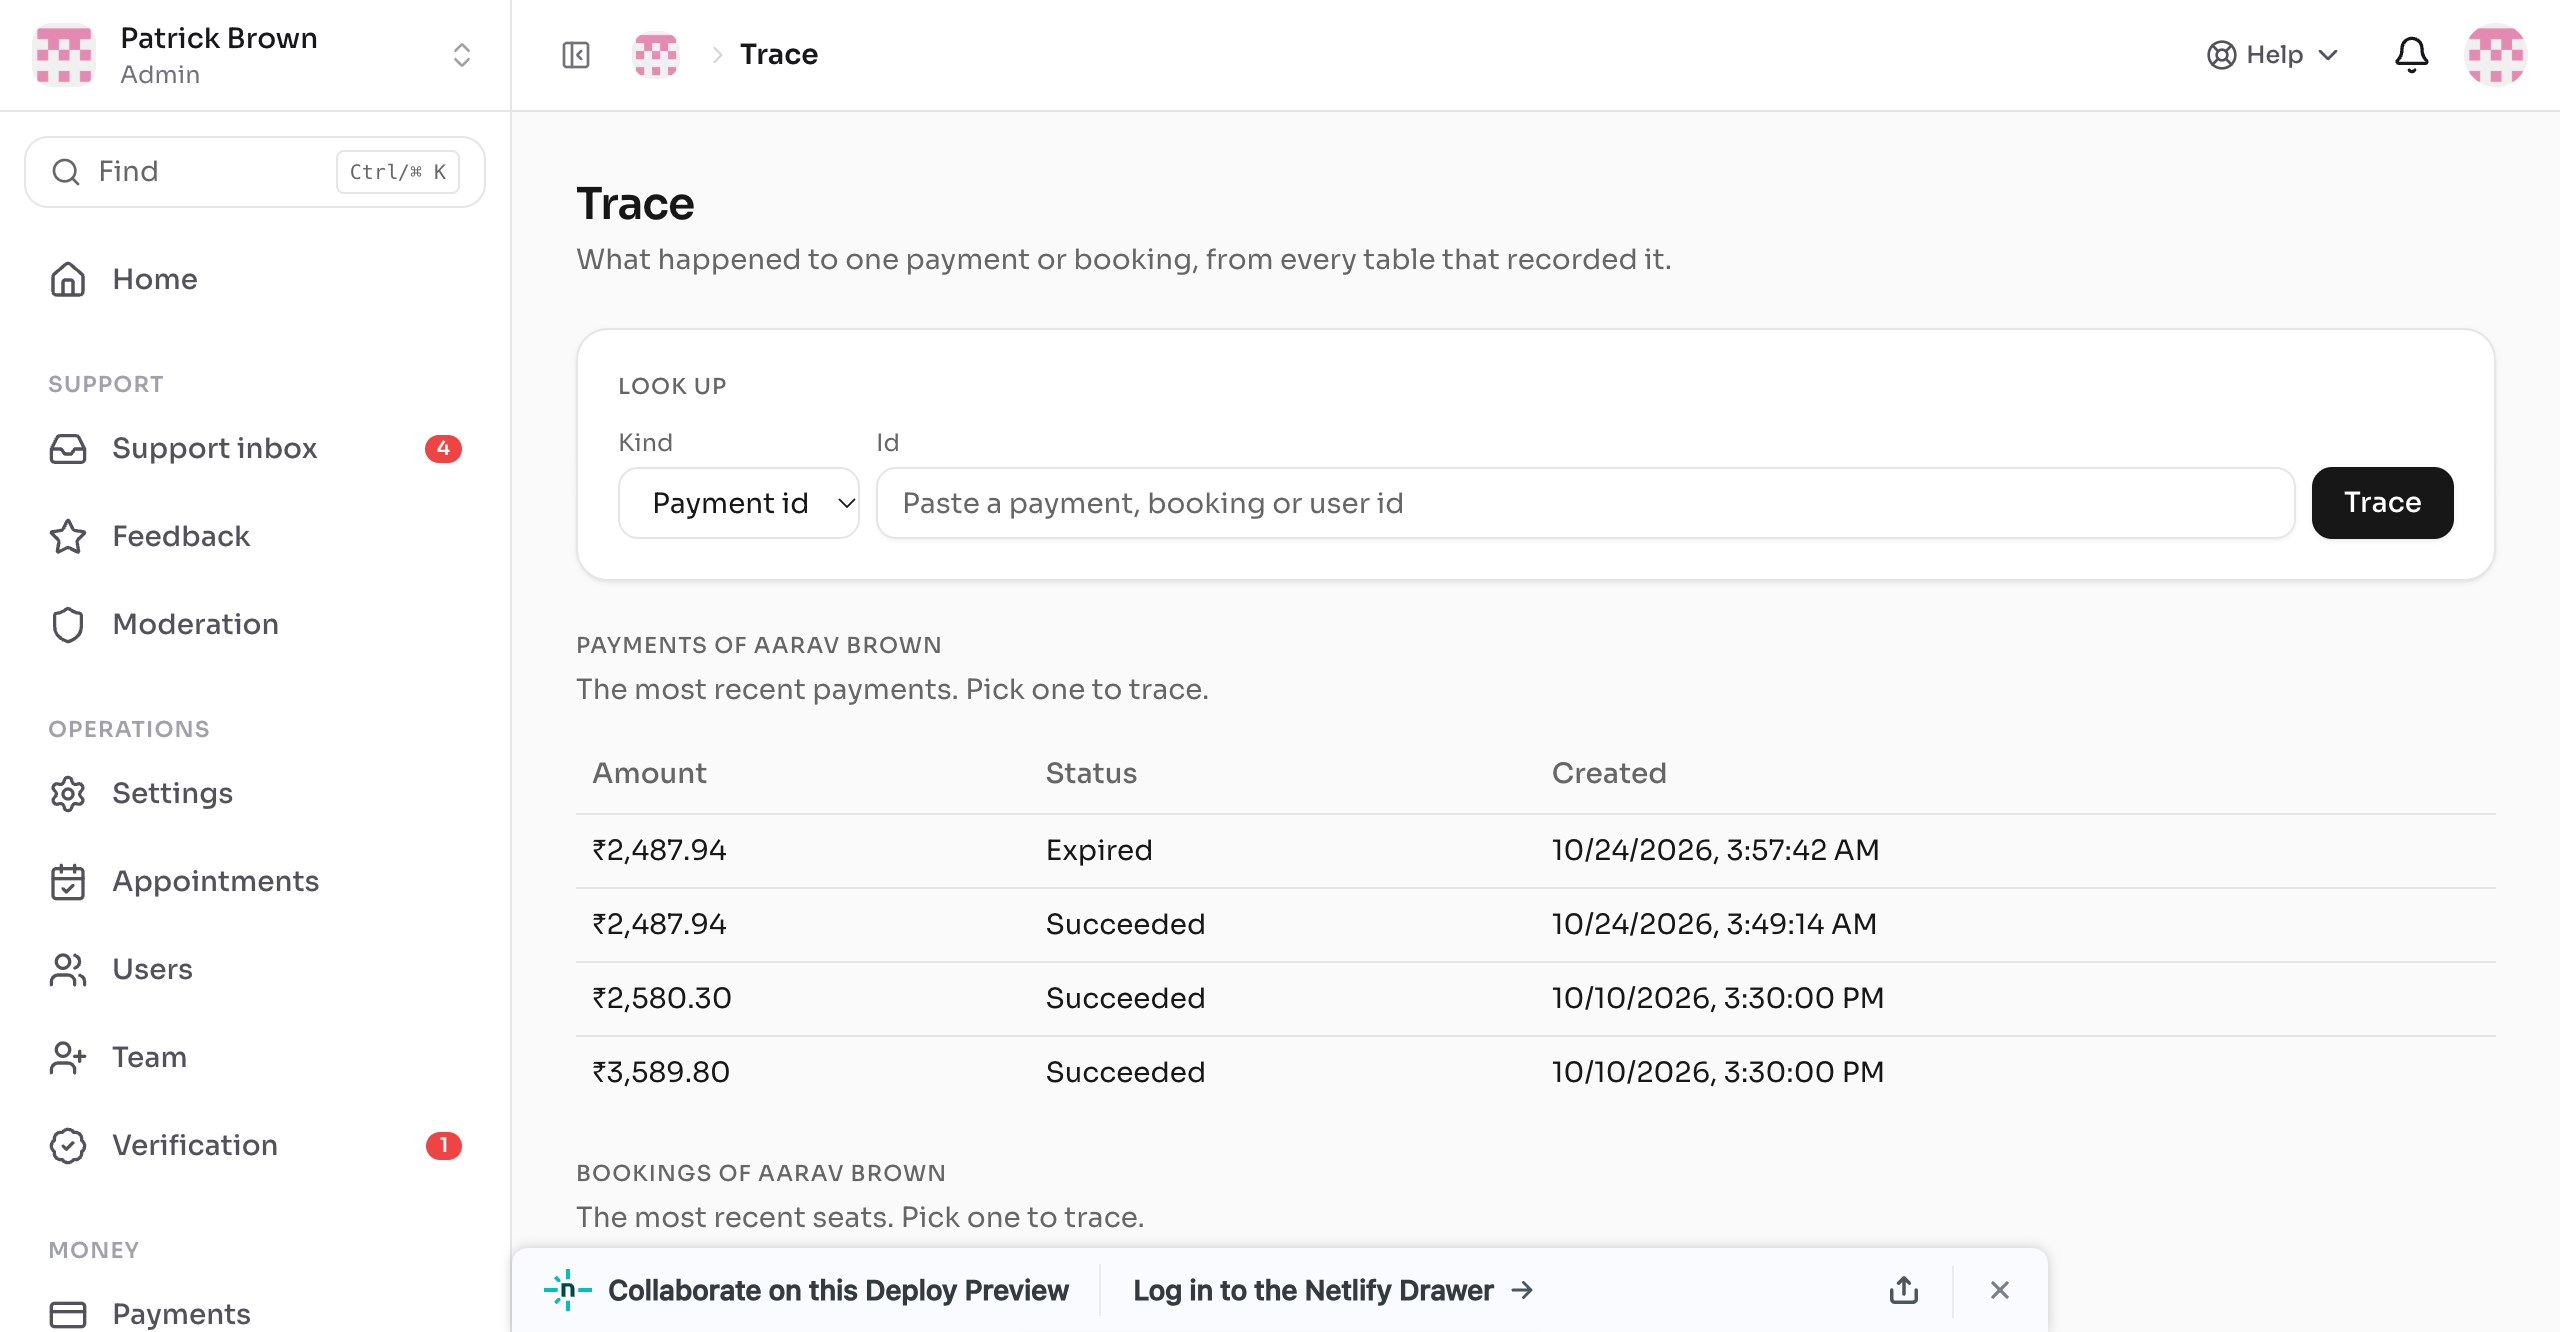 Patrick Brown
Admin
Find
Ctrl/⌘ K
Home
SUPPORT
Support inbox 4
Feedback
Moderation
OPERATIONS
Settings
Appointments
Users
Team
Verification 1
MONEY
Payments
Trace
Help
Trace
What happened to one payment or booking, from every table that recorded it.
LOOK UP
Kind Id
Payment id Paste a payment, booking or user id Trace
PAYMENTS OF AARAV BROWN
The most recent payments. Pick one to trace.
Amount Status Created
₹2,487.94 Expired 10/24/2026, 3:57:42 AM
₹2,487.94 Succeeded 10/24/2026, 3:49:14 AM
₹2,580.30 Succeeded 10/10/2026, 3:30:00 PM
₹3,589.80 Succeeded 10/10/2026, 3:30:00 PM
BOOKINGS OF AARAV BROWN
The most recent seats. Pick one to trace.
Collaborate on this Deploy Preview Log in to the Netlify Drawer →